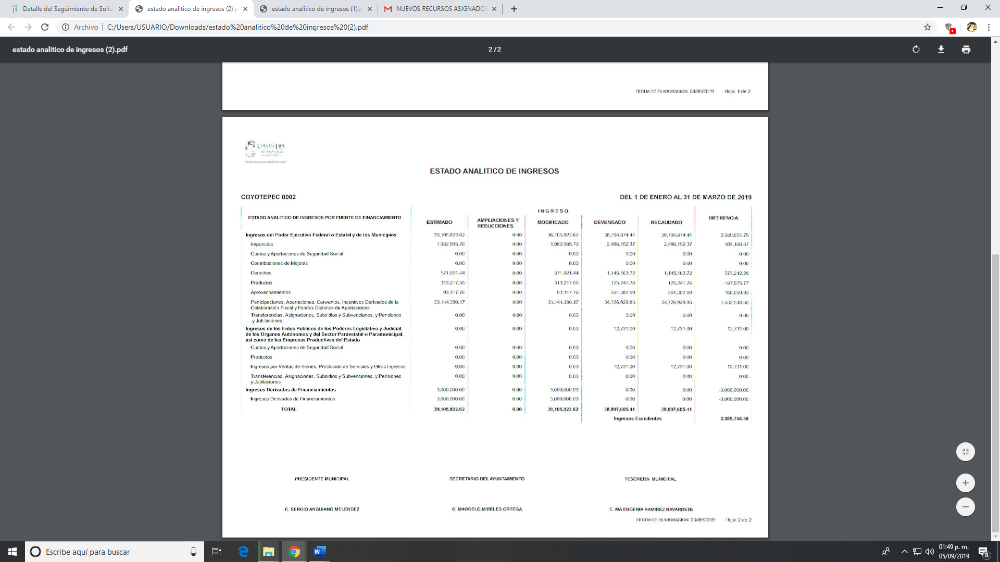 Detalle del Seguimiento de Solici
estado analitico de ingresos (2).p
estado analitico de ingresos (1).p
NUEVOS RECURSOS ASIGNADOS
Archivo C:/Users/USUARIO/Downloads/estado%20analitico%20de%20ingresos%20(2).pdf
estado analitico de ingresos (2).pdf 2 / 2
FECHA DE ELABORACION: 08/05/2019 Hoja: 1 de 2
ESTADO ANALITICO DE INGRESOS
COYOTEPEC 0002 DEL 1 DE ENERO AL 31 DE MARZO DE 2019
INGRESO
ESTADO ANALITICO DE INGRESOS POR FUENTE DE FINANCIAMIENTO ESTIMADO AMPLIACIONES Y REDUCCIONES MODIFICADO DEVENGADO RECAUDADO DIFERENCIA
Ingresos del Poder Ejecutivo Federal o Estatal y de los Municipios 36,105,822.62 0.00 36,105,822.62 38,794,874.41 38,794,874.41 2,689,051.79
Impuestos 1,982,985.70 0.00 1,982,985.70 2,486,152.37 2,486,152.37 503,166.67
Cuotas y Aportaciones de Seguridad Social 0.00 0.00 0.00 0.00 0.00 0.00
Contribuciones de Mejoras 0.00 0.00 0.00 0.00 0.00 0.00
Derechos 571,921.44 0.00 571,921.44 1,145,163.72 1,145,163.72 573,242.28
Productos 313,217.55 0.00 313,217.55 125,241.78 125,241.78 -187,975.77
Aprovechamientos 93,317.76 0.00 93,317.76 261,387.69 261,387.69 168,069.93
Participaciones, Aportaciones, Convenios, Incentivos Derivados de la 33,144,380.17 0.00 33,144,380.17 34,776,928.85 34,776,928.85 1,632,548.68
Colaboración Fiscal y Fondos Distintos de Aportaciones
Transferencias, Asignaciones, Subsidios y Subvenciones, y Pensiones 0.00 0.00 0.00 0.00 0.00 0.00
y Jubilaciones
Ingresos de los Entes Públicos de los Poderes Legislativo y Judicial, 0.00 0.00 0.00 12,731.00 12,731.00 12,731.00
de los Organos Autónomos y del Sector Paraestatal o Paramunicipal,
así como de las Empresas Productivas del Estado
Cuotas y Aportaciones de Seguridad Social 0.00 0.00 0.00 0.00 0.00 0.00
Productos 0.00 0.00 0.00 0.00 0.00 0.00
Ingresos por Ventas de Bienes, Prestación de Servicios y Otros Ingresos 0.00 0.00 0.00 12,731.00 12,731.00 12,731.00
Transferencias, Asignaciones, Subsidios y Subvenciones, y Pensiones 0.00 0.00 0.00 0.00 0.00 0.00
y Jubilaciones
Ingresos Derivados de Financiamientos 3,000,000.00 0.00 3,000,000.00 0.00 0.00 -3,000,000.00
Ingresos Derivados de Financiamientos 3,000,000.00 0.00 3,000,000.00 0.00 0.00 -3,000,000.00
TOTAL 39,105,822.62 0.00 39,105,822.62 38,807,605.41 38,807,605.41
Ingresos Excedentes 2,889,758.56
PRESIDENTE MUNICIPAL SECRETARIO DEL AYUNTAMIENTO TESORERA MUNICIPAL
C. SERGIO ANGUIANO MELENDEZ C. MARCELO MIRELES ORTEGA C. MA EUGENIA RAMIREZ NAVARRETE
FECHA DE ELABORACION: 08/05/2019 Hoja: 2 de 2
Escribe aquí para buscar
01:49 p. m.
05/09/2019
8